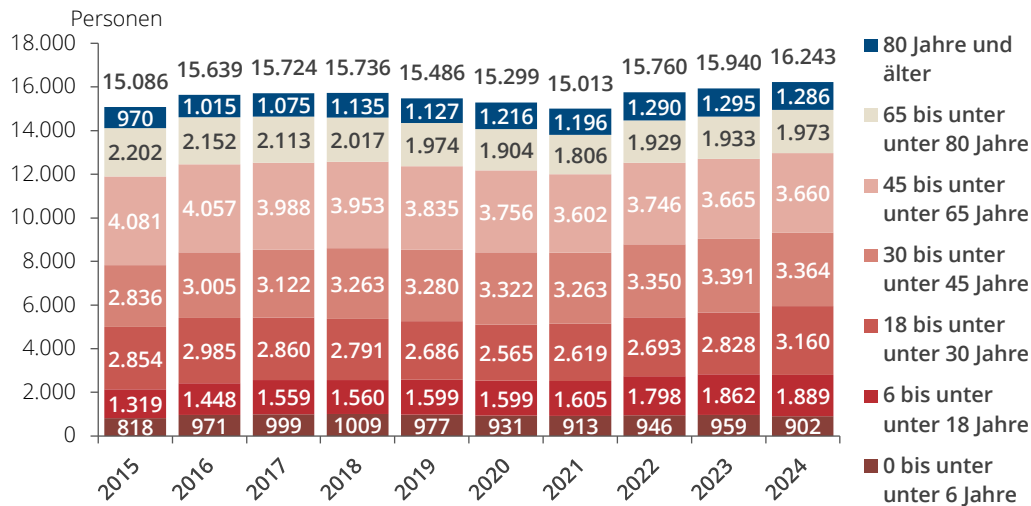 Personen
18.000
16.000
14.000
12.000
10.000
8.000
6.000
4.000
2.000
0
15.086 15.639 15.724 15.736 15.486 15.299 15.013 15.760 15.940 16.243
970 1.015 1.075 1.135 1.127 1.216 1.196 1.290 1.295 1.286
2.202 2.152 2.113 2.017 1.974 1.904 1.806 1.929 1.933 1.973
4.081 4.057 3.988 3.953 3.835 3.756 3.602 3.746 3.665 3.660
2.836 3.005 3.122 3.263 3.280 3.322 3.263 3.350 3.391 3.364
2.854 2.985 2.860 2.791 2.686 2.565 2.619 2.693 2.828 3.160
1.319 1.448 1.559 1.560 1.599 1.599 1.605 1.798 1.862 1.889
818 971 999 1009 977 931 913 946 959 902
2015 2016 2017 2018 2019 2020 2021 2022 2023 2024
80 Jahre und
älter
65 bis unter
unter 80 Jahre
45 bis unter
unter 65 Jahre
30 bis unter
unter 45 Jahre
18 bis unter
unter 30 Jahre
6 bis unter
unter 18 Jahre
0 bis unter
unter 6 Jahre